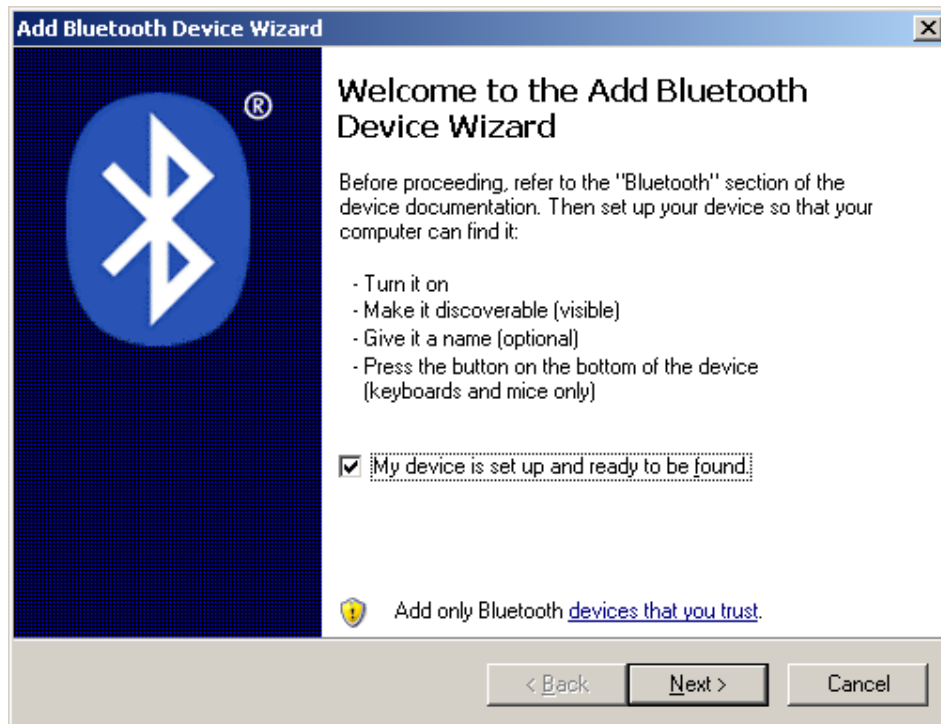 Add Bluetooth Device Wizard
®
Welcome to the Add Bluetooth
Device Wizard
Before proceeding, refer to the "Bluetooth" section of the
device documentation. Then set up your device so that your
computer can find it:
- Turn it on
- Make it discoverable (visible)
- Give it a name (optional)
- Press the button on the bottom of the device
(keyboards and mice only)
My device is set up and ready to be found.
Add only Bluetooth devices that you trust.
< Back Next > Cancel